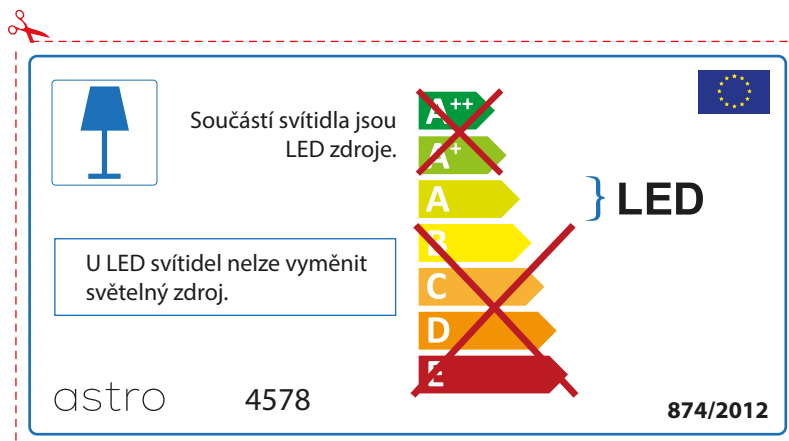 Součástí svítidla jsou
LED zdroje.
A++
A+
A
B
C
D
E
LED
U LED svítidel nelze vyměnit
světelný zdroj.
astro
4578
874/2012